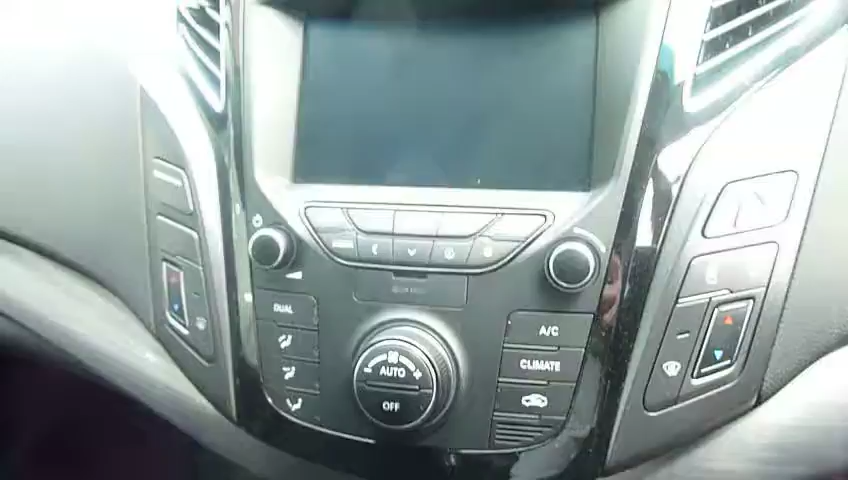 DUAL
A/C
AUTO
CLIMATE
OFF